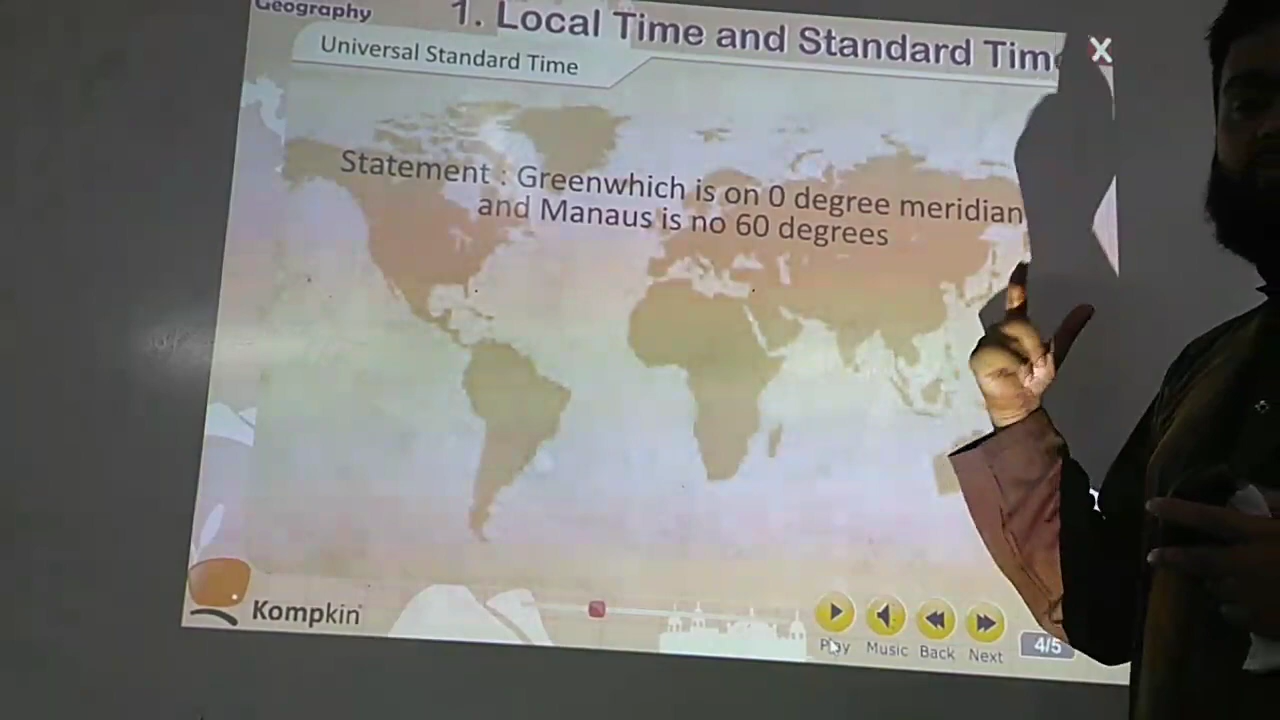 Geography
1. Local Time and Standard Time
Universal Standard Time
Statement : Greenwhich is on 0 degree meridian
and Manaus is no 60 degrees
Kompkin
Play
Music
Back
Next
4/5